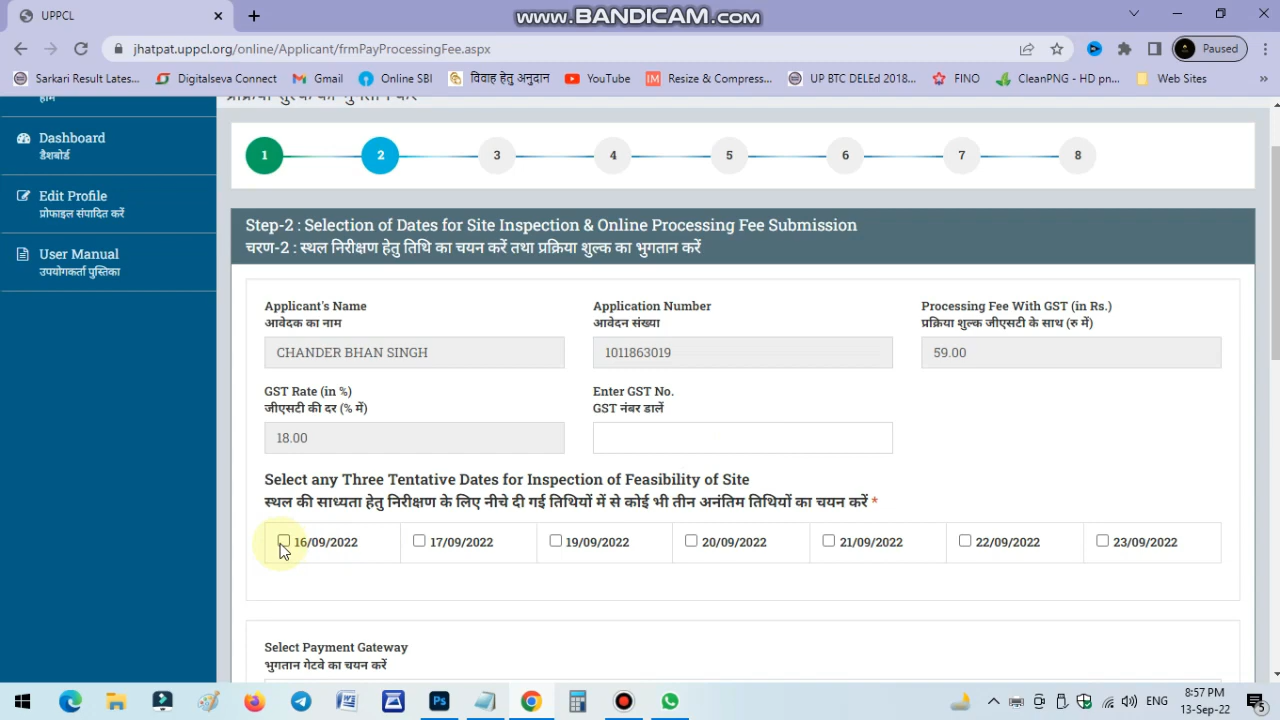 UPPCL
www.BANDICAM.com
jhatpat.uppcl.org/online/Applicant/frmPayProcessingFee.aspx
Paused
Sarkari Result Lates...
Digitalseva Connect
Gmail
Online SBI
विवाह हेतु अनुदान
YouTube
Resize & Compress...
UP BTC DELEd 2018...
FINO
CleanPNG - HD pn...
Web Sites
होम
Dashboard
डैशबोर्ड
Edit Profile
प्रोफाइल संपादित करें
User Manual
उपयोगकर्ता पुस्तिका
प्रक्रिया शुल्क का भुगतान करें
1 2 3 4 5 6 7 8
Step-2 : Selection of Dates for Site Inspection & Online Processing Fee Submission
चरण-2 : स्थल निरीक्षण हेतु तिथि का चयन करें तथा प्रक्रिया शुल्क का भुगतान करें
Applicant's Name
आवेदक का नाम
CHANDER BHAN SINGH
Application Number
आवेदन संख्या
1011863019
Processing Fee With GST (in Rs.)
प्रक्रिया शुल्क जीएसटी के साथ (रु में)
59.00
GST Rate (in %)
जीएसटी की दर (% में)
18.00
Enter GST No.
GST नंबर डालें
Select any Three Tentative Dates for Inspection of Feasibility of Site
स्थल की साध्यता हेतु निरीक्षण के लिए नीचे दी गई तिथियों में से कोई भी तीन अनंतिम तिथियों का चयन करें *
16/09/2022 17/09/2022 19/09/2022 20/09/2022 21/09/2022 22/09/2022 23/09/2022
Select Payment Gateway
भुगतान गेटवे का चयन करें
ENG
8:57 PM
13-Sep-22
5